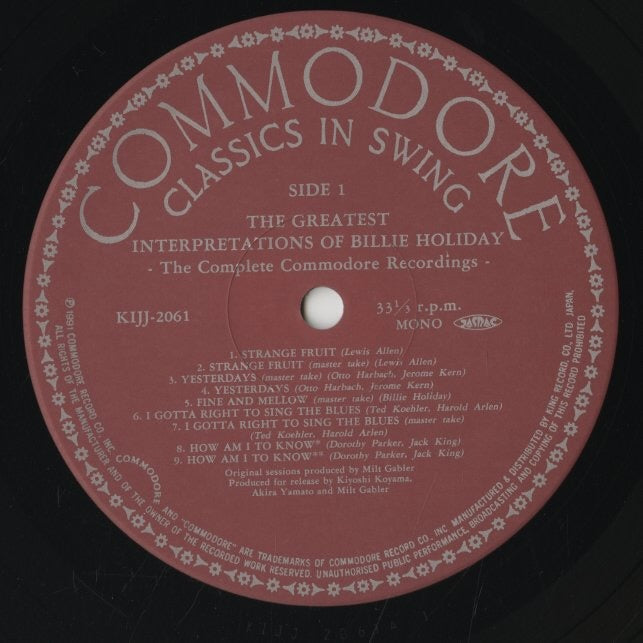 COMMODORE
CLASSICS IN SWING
SIDE 1
THE GREATEST
INTERPRETATIONS OF BILLIE HOLIDAY
- The Complete Commodore Recordings -
KIJJ-2061
33⅓ r.p.m.
MONO
JASRAC
1. STRANGE FRUIT (Lewis Allen)
2. STRANGE FRUIT (master take) (Lewis Allen)
3. YESTERDAYS (master take) (Otto Harbach, Jerome Kern)
4. YESTERDAYS (Otto Harbach, Jerome Kern)
5. FINE AND MELLOW (master take) (Billie Holiday)
6. I GOTTA RIGHT TO SING THE BLUES (Ted Koehler, Harold Arlen)
7. I GOTTA RIGHT TO SING THE BLUES (master take)
(Ted Koehler, Harold Arlen)
8. HOW AM I TO KNOW* (Dorothy Parker, Jack King)
9. HOW AM I TO KNOW** (Dorothy Parker, Jack King)
Original sessions produced by Milt Gabler
Produced for release by Kiyoshi Koyama,
Akira Yamato and Milt Gabler
℗ 1981 COMMODORE RECORD CO., INC. COMMODORE AND "COMMODORE" ARE TRADEMARKS OF COMMODORE RECORD CO., INC. MANUFACTURED & DISTRIBUTED BY KING RECORD, CO., LTD. JAPAN.
ALL RIGHTS OF THE MANUFACTURER AND OF THE OWNER OF THE RECORDED WORK RESERVED. UNAUTHORISED PUBLIC PERFORMANCE, BROADCASTING AND COPYING OF THIS RECORD PROHIBITED